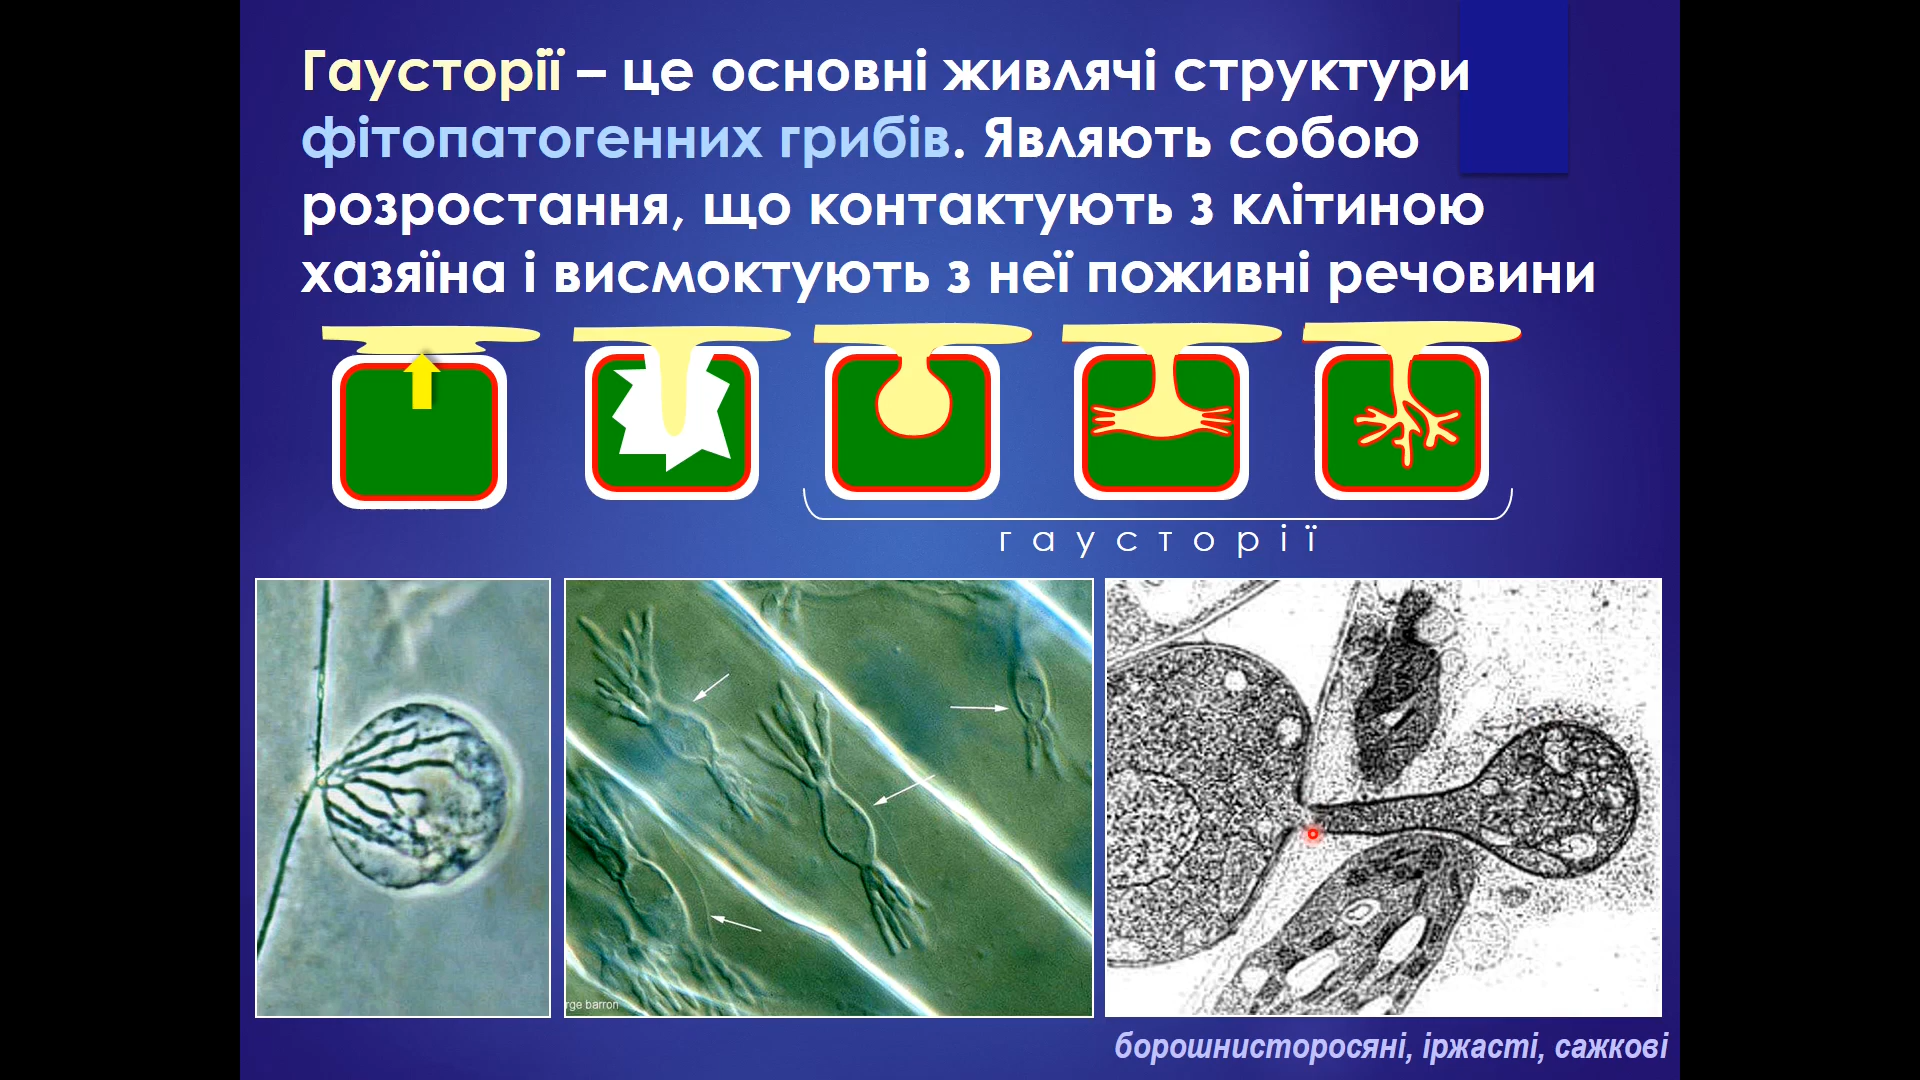 Гаусторії – це основні живлячі структури
фітопатогенних грибів. Являють собою
розростання, що контактують з клітиною
хазяїна і висмоктують з неї поживні речовини
гаусторії
rge barron
борошнисторосяні, іржасті, сажкові